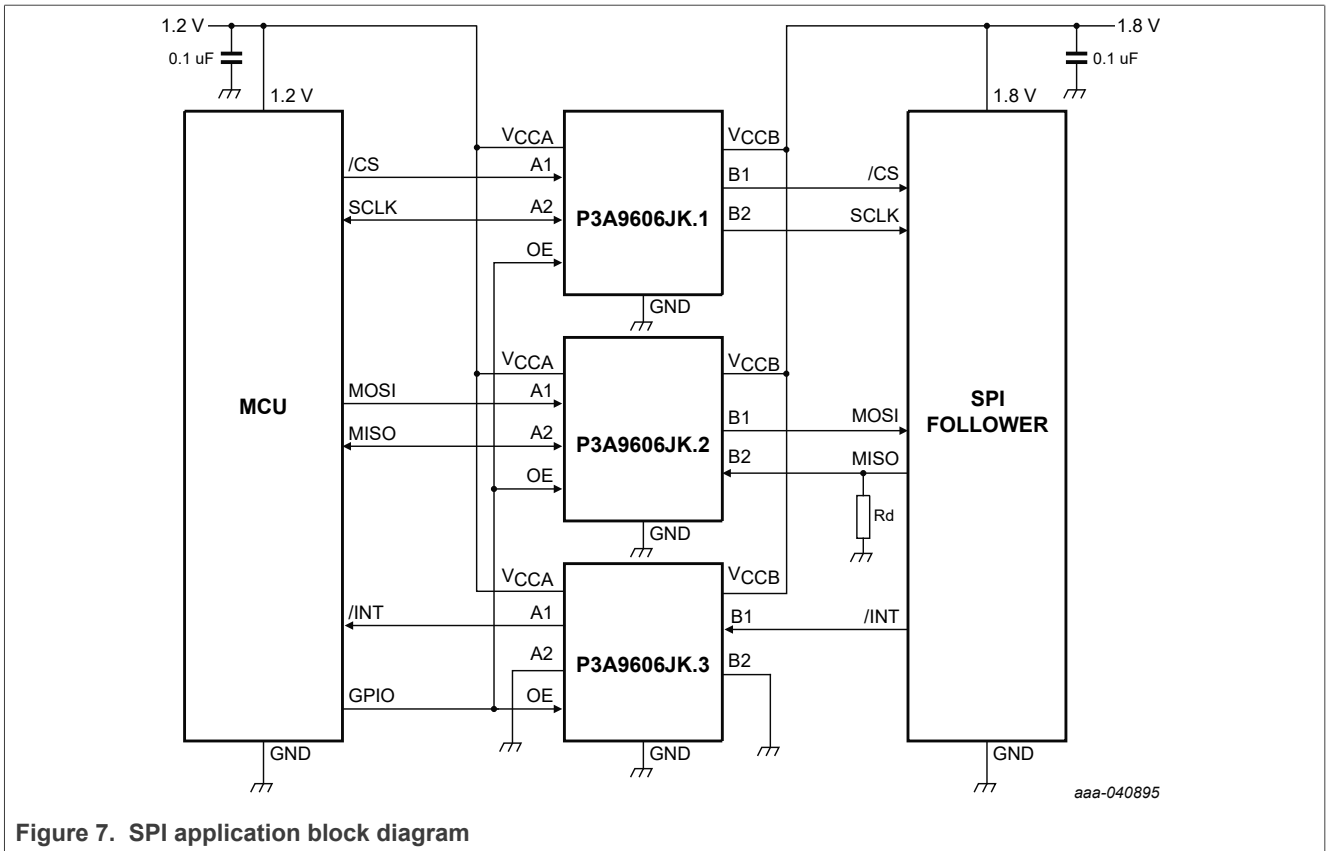 1.2 V
1.8 V
0.1 uF
0.1 uF
1.2 V
1.8 V
MCU
/CS
SCLK
MOSI
MISO
/INT
GPIO
GND
VCCA
A1
A2
OE
P3A9606JK.1
VCCB
B1
B2
GND
VCCA
A1
A2
OE
P3A9606JK.2
VCCB
B1
B2
GND
VCCA
A1
A2
OE
P3A9606JK.3
VCCB
B1
B2
GND
/CS
SCLK
MOSI
MISO
Rd
/INT
SPI
FOLLOWER
GND
aaa-040895
Figure 7. SPI application block diagram